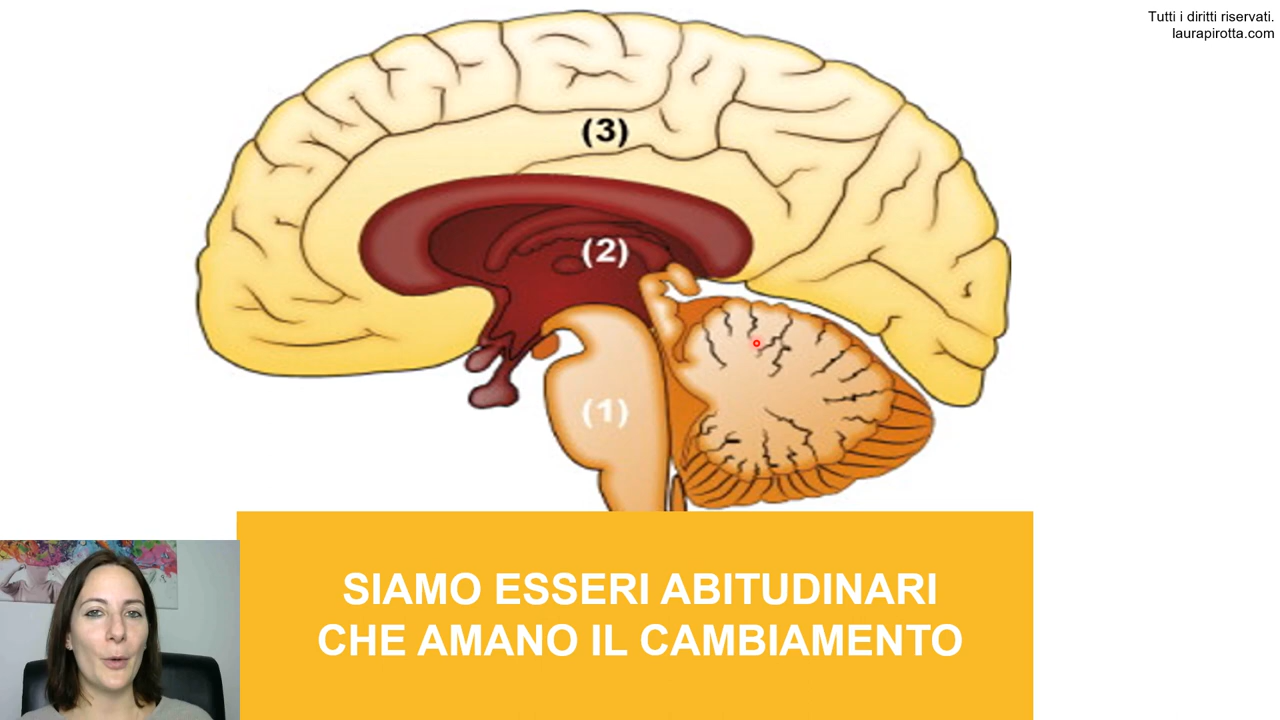 Tutti i diritti riservati.
laurapirotta.com
(3)
(2)
(1)
SIAMO ESSERI ABITUDINARI
CHE AMANO IL CAMBIAMENTO